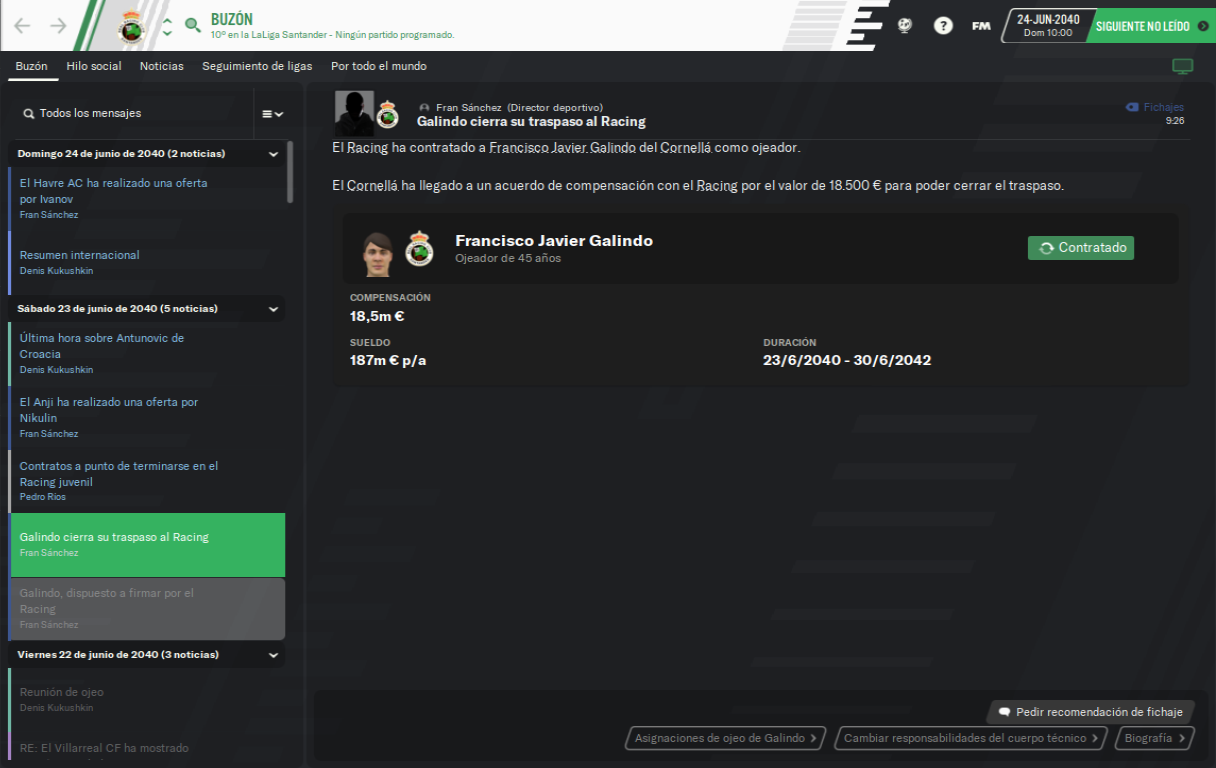 BUZÓN
10º en la LaLiga Santander - Ningún partido programado.
?
FM
24-JUN-2040
Dom 10:00
SIGUIENTE NO LEÍDO
Buzón Hilo social Noticias Seguimiento de ligas Por todo el mundo
Todos los mensajes
Domingo 24 de junio de 2040 (2 noticias)
El Havre AC ha realizado una oferta
por Ivanov
Fran Sánchez
Resumen internacional
Denis Kukushkin
Sábado 23 de junio de 2040 (5 noticias)
Última hora sobre Antunovic de
Croacia
Denis Kukushkin
El Anji ha realizado una oferta por
Nikulin
Fran Sánchez
Contratos a punto de terminarse en el
Racing juvenil
Pedro Ríos
Galindo cierra su traspaso al Racing
Fran Sánchez
Galindo, dispuesto a firmar por el
Racing
Fran Sánchez
Viernes 22 de junio de 2040 (3 noticias)
Reunión de ojeo
Denis Kukushkin
RE: El Villarreal CF ha mostrado
Fran Sánchez (Director deportivo)
Galindo cierra su traspaso al Racing
Fichajes
9:26
El Racing ha contratado a Francisco Javier Galindo del Cornellá como ojeador.
El Cornellá ha llegado a un acuerdo de compensación con el Racing por el valor de 18.500 € para poder cerrar el traspaso.
Francisco Javier Galindo
Ojeador de 45 años
Contratado
COMPENSACIÓN
18,5m €
SUELDO
187m € p/a
DURACIÓN
23/6/2040 - 30/6/2042
Pedir recomendación de fichaje
Asignaciones de ojeo de Galindo
Cambiar responsabilidades del cuerpo técnico
Biografía